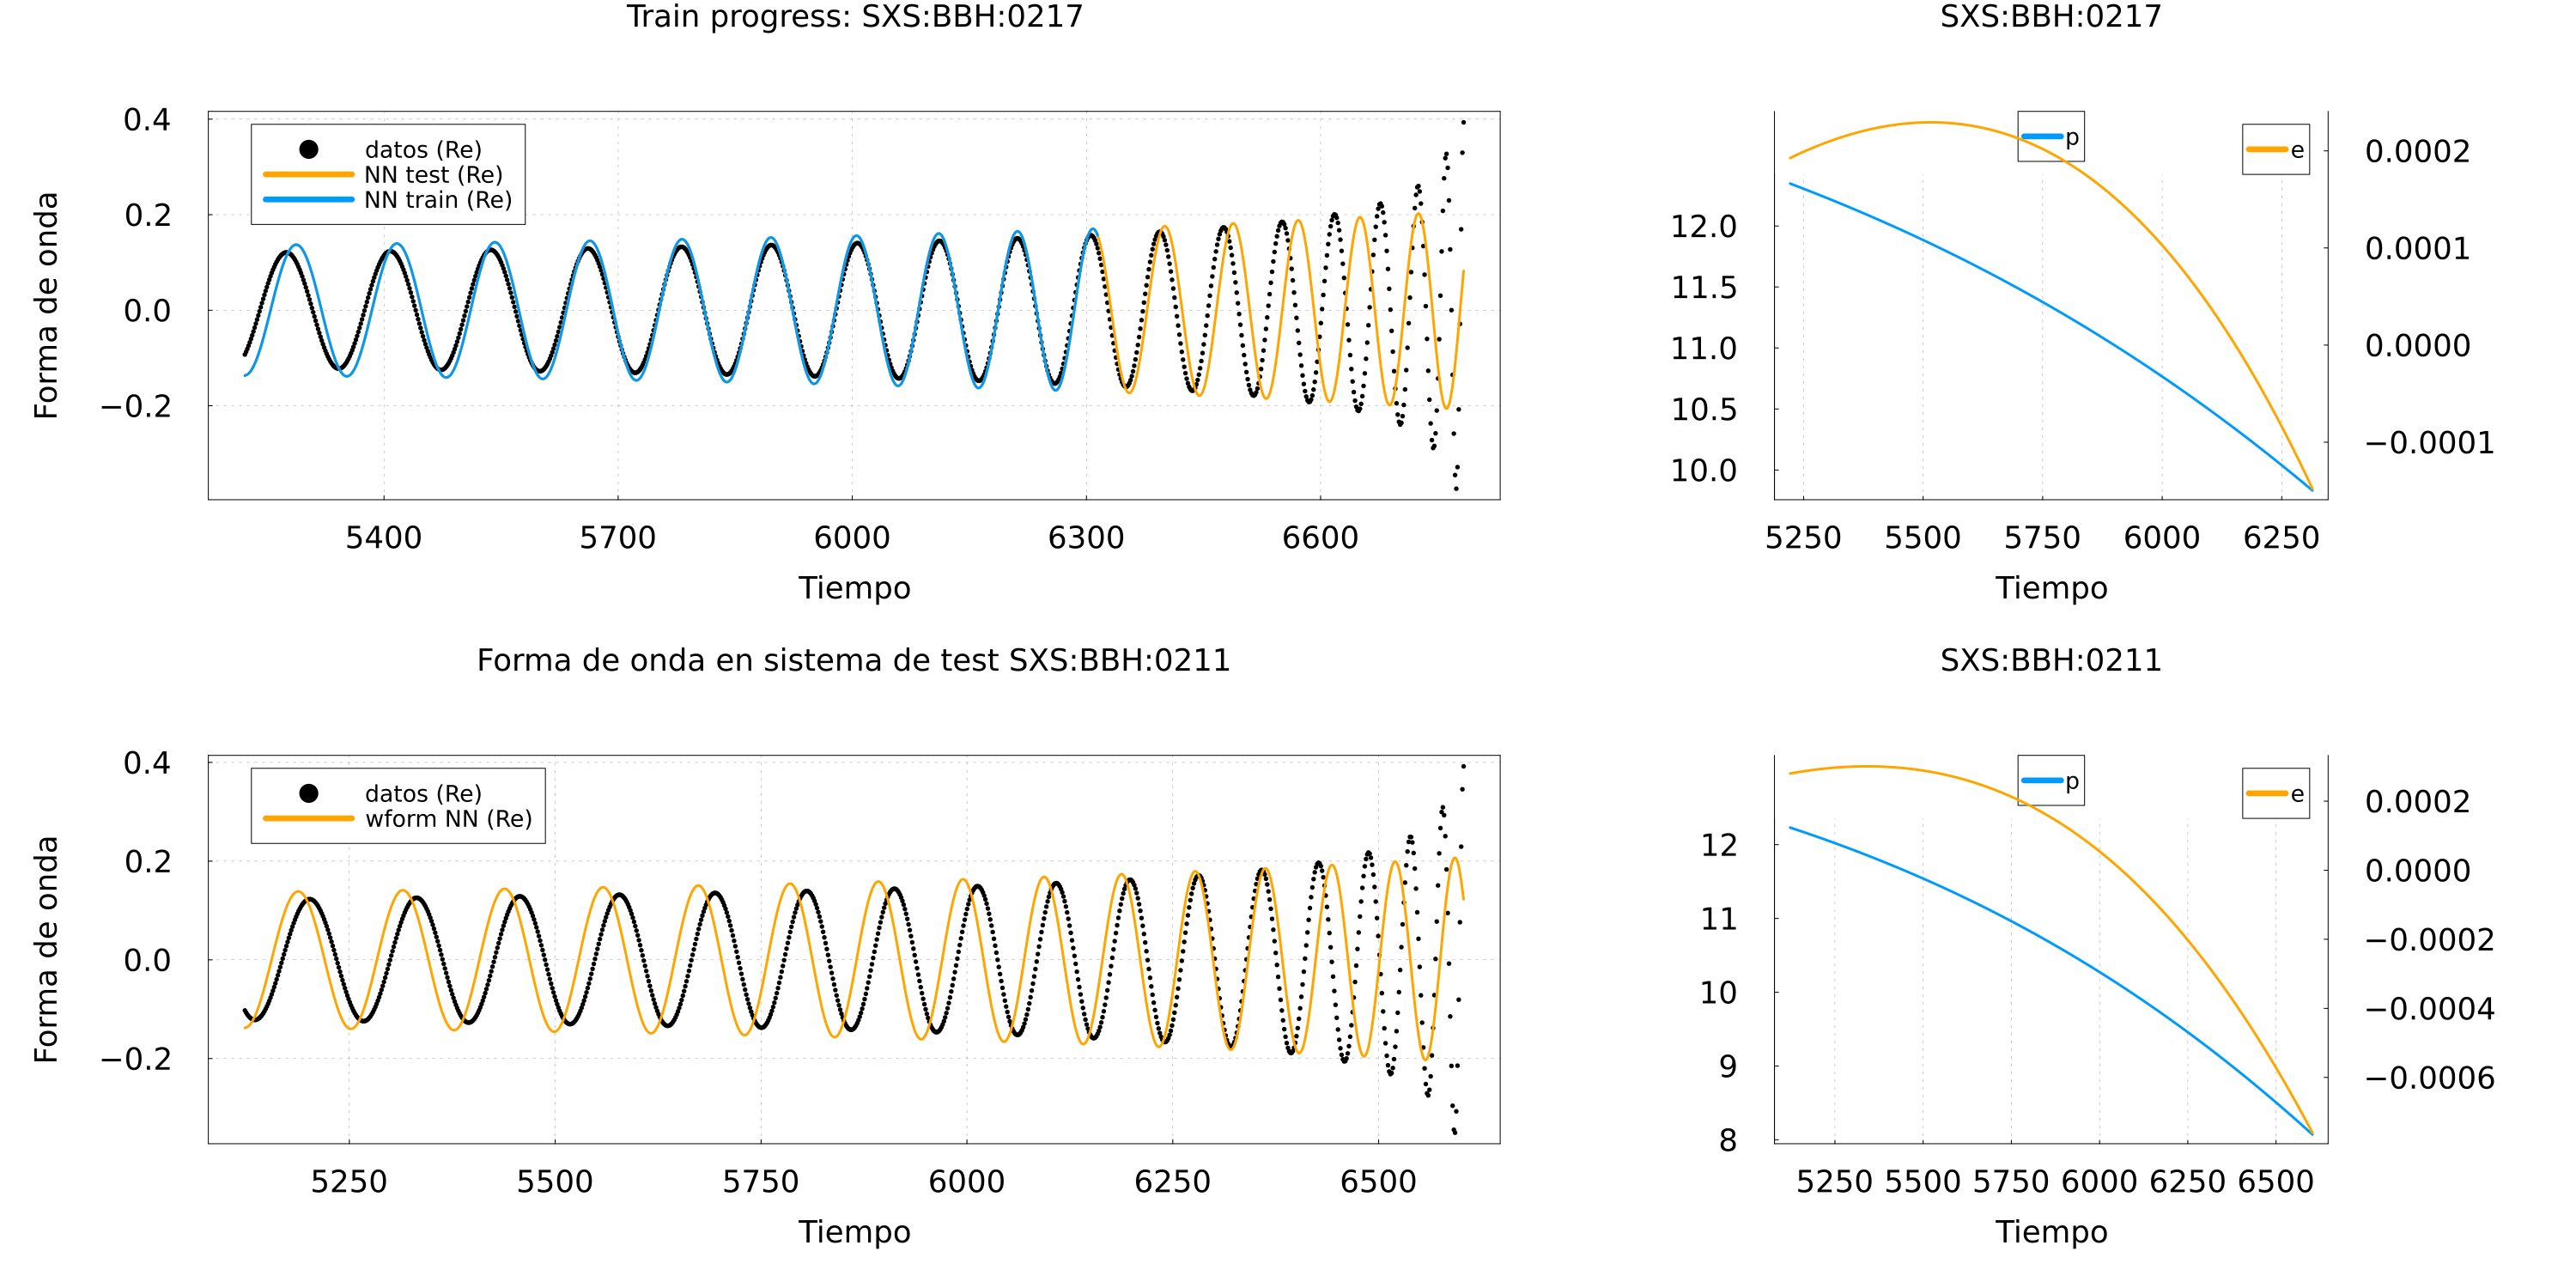 Train progress: SXS:BBH:0217
0.4
0.2
0.0
−0.2
Forma de onda
datos (Re)
NN test (Re)
NN train (Re)
5400 5700 6000 6300 6600
Tiempo
SXS:BBH:0217
12.0
11.5
11.0
10.5
10.0
p
e
0.0002
0.0001
0.0000
−0.0001
5250 5500 5750 6000 6250
Tiempo
Forma de onda en sistema de test SXS:BBH:0211
0.4
0.2
0.0
−0.2
Forma de onda
datos (Re)
wform NN (Re)
5250 5500 5750 6000 6250 6500
Tiempo
SXS:BBH:0211
12
11
10
9
8
p
e
0.0002
0.0000
−0.0002
−0.0004
−0.0006
5250 5500 5750 6000 6250 6500
Tiempo